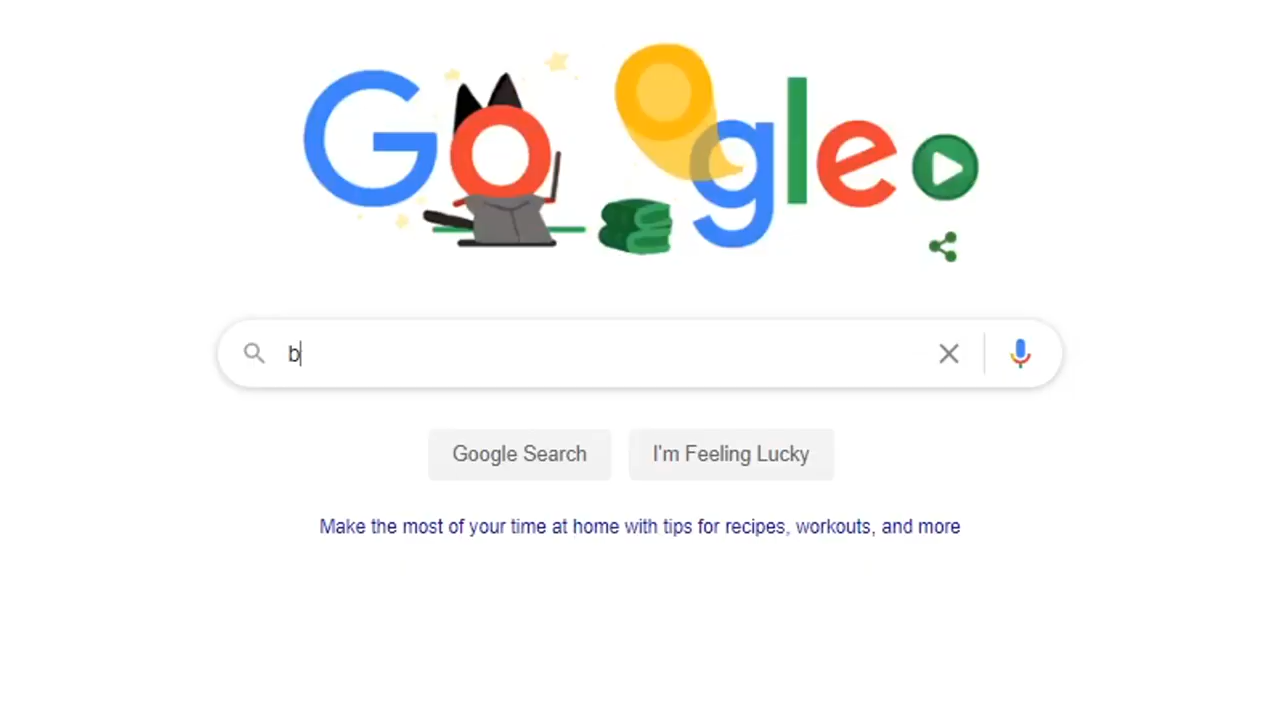 Google
b
Google Search
I'm Feeling Lucky
Make the most of your time at home with tips for recipes, workouts, and more